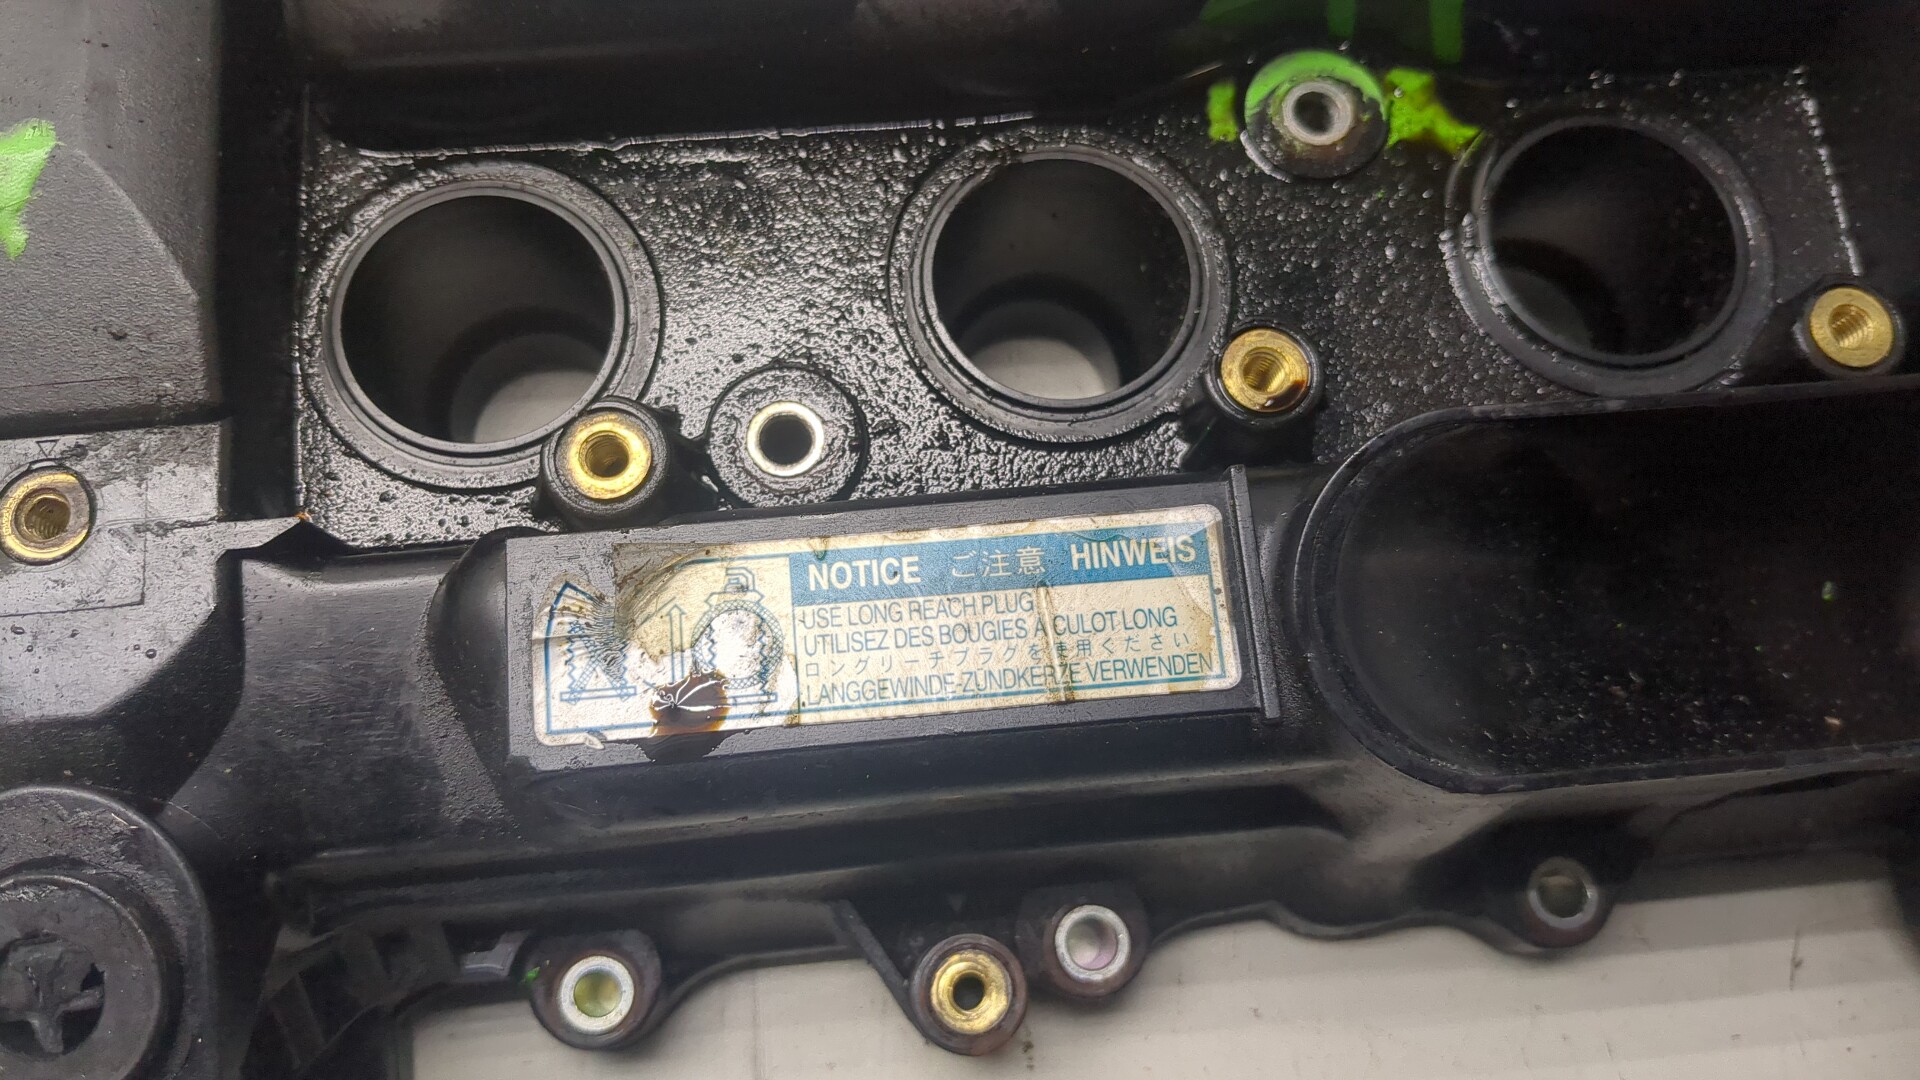 NOTICE ご注意 HINWEIS
USE LONG REACH PLUG
UTILISEZ DES BOUGIES A CULOT LONG
ロングリーチプラグを使用ください
LANGGEWINDE-ZÜNDKERZE VERWENDEN